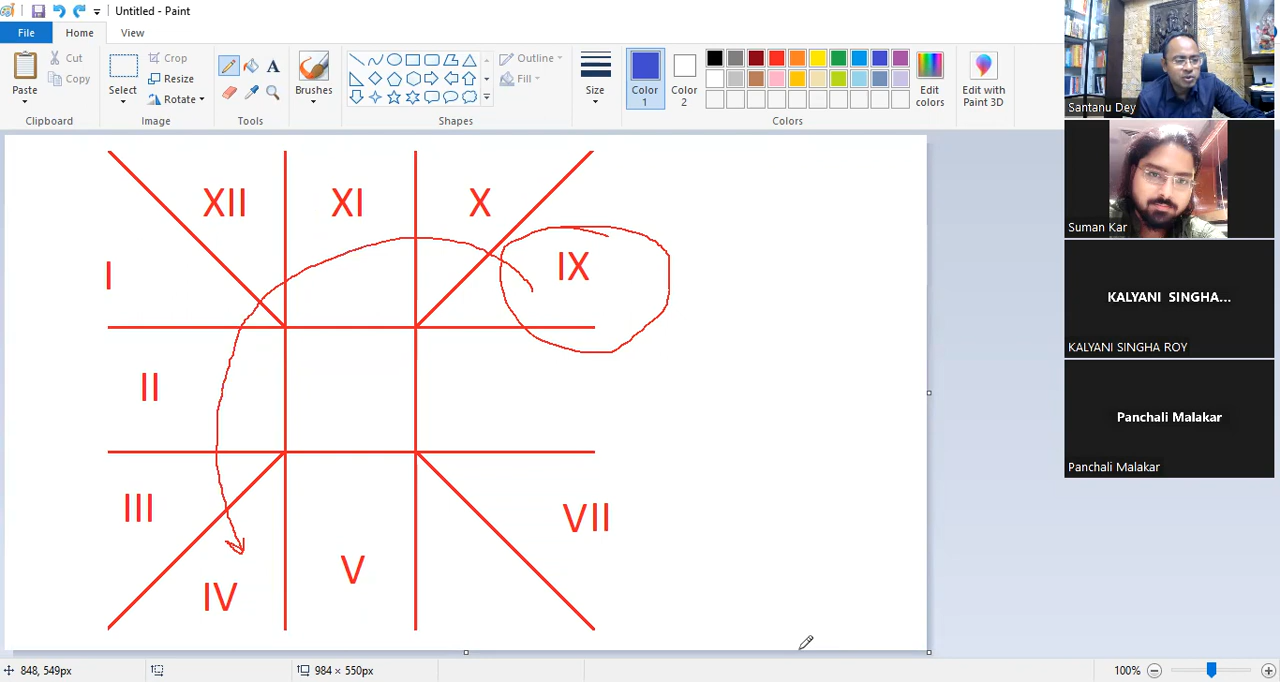 Untitled - Paint
File
Home
View
Paste
Cut
Copy
Clipboard
Select
Crop
Resize
Rotate
Image
A
Tools
Brushes
Outline
Fill
Shapes
Size
Color 1
Color 2
Edit colors
Edit with Paint 3D
Colors
XII
XI
X
I
IX
II
III
VII
IV
V
Santanu Dey
Suman Kar
KALYANI SINGHA...
KALYANI SINGHA ROY
Panchali Malakar
Panchali Malakar
848, 549px
984 × 550px
100%